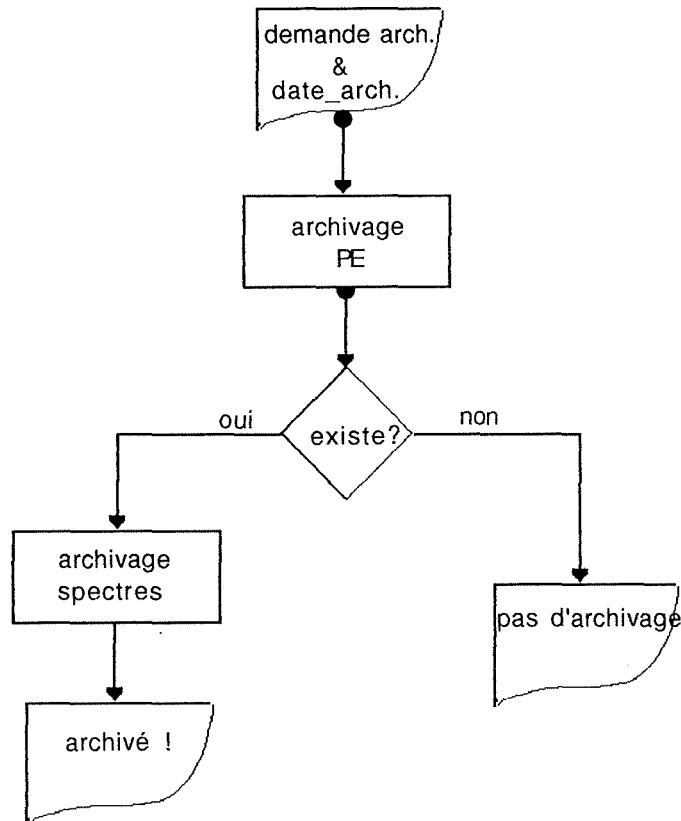 demande arch.
&
date_arch.
archivage
PE
oui
existe?
non
archivage
spectres
pas d'archivage
archivé !